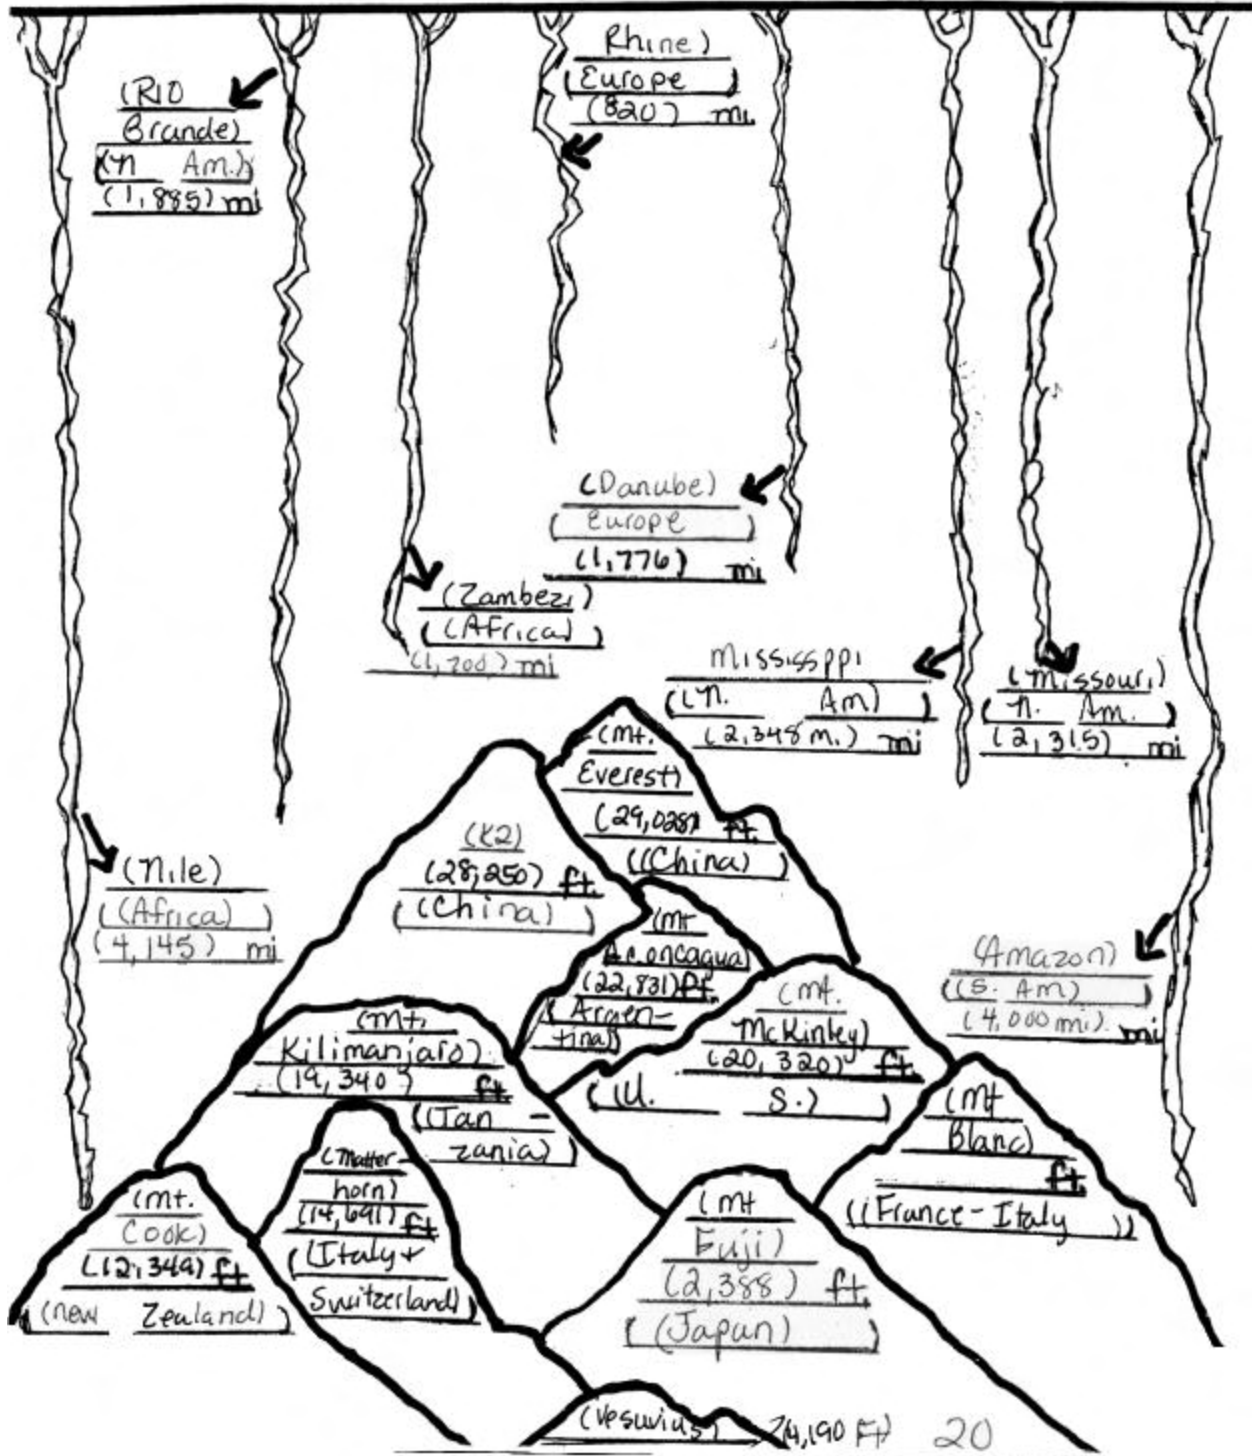 (Rio
Grande)
(n Am.)
(1,885) mi
Rhine)
(Europe )
(820) mi
(Danube)
( Europe )
(1,776) mi
(Zambezi)
(Africa)
(1,700) mi
Mississppi
(n. Am)
(2,348 m.) mi
(Missouri)
(n. Am.)
(2,315) mi
(Nile)
(Africa)
(4,145) mi
(Amazon)
(S. Am)
(4,000 mi) mi
(Mt.
Everest)
(29,028) ft.
((China)
(K2)
(28,250) ft.
(China)
(Mt
Aconcagua)
(22,831) ft.
(Argen-
tina)
(Mt.
McKinley)
(20,320) ft.
(U. S.)
(Mt.
Kilimanjaro)
(19,340) ft
((Tan -
zania)
(Mt
Blanc)
ft.
((France-Italy ))
(Matter
horn)
(14,691) ft
(Italy +
Switzerland)
(Mt.
Cook)
(12,349) ft
(new Zealand)
(Mt
Fuji)
(2,388) ft.
(Japan)
(Vesuvius) (4,190 Ft)
20